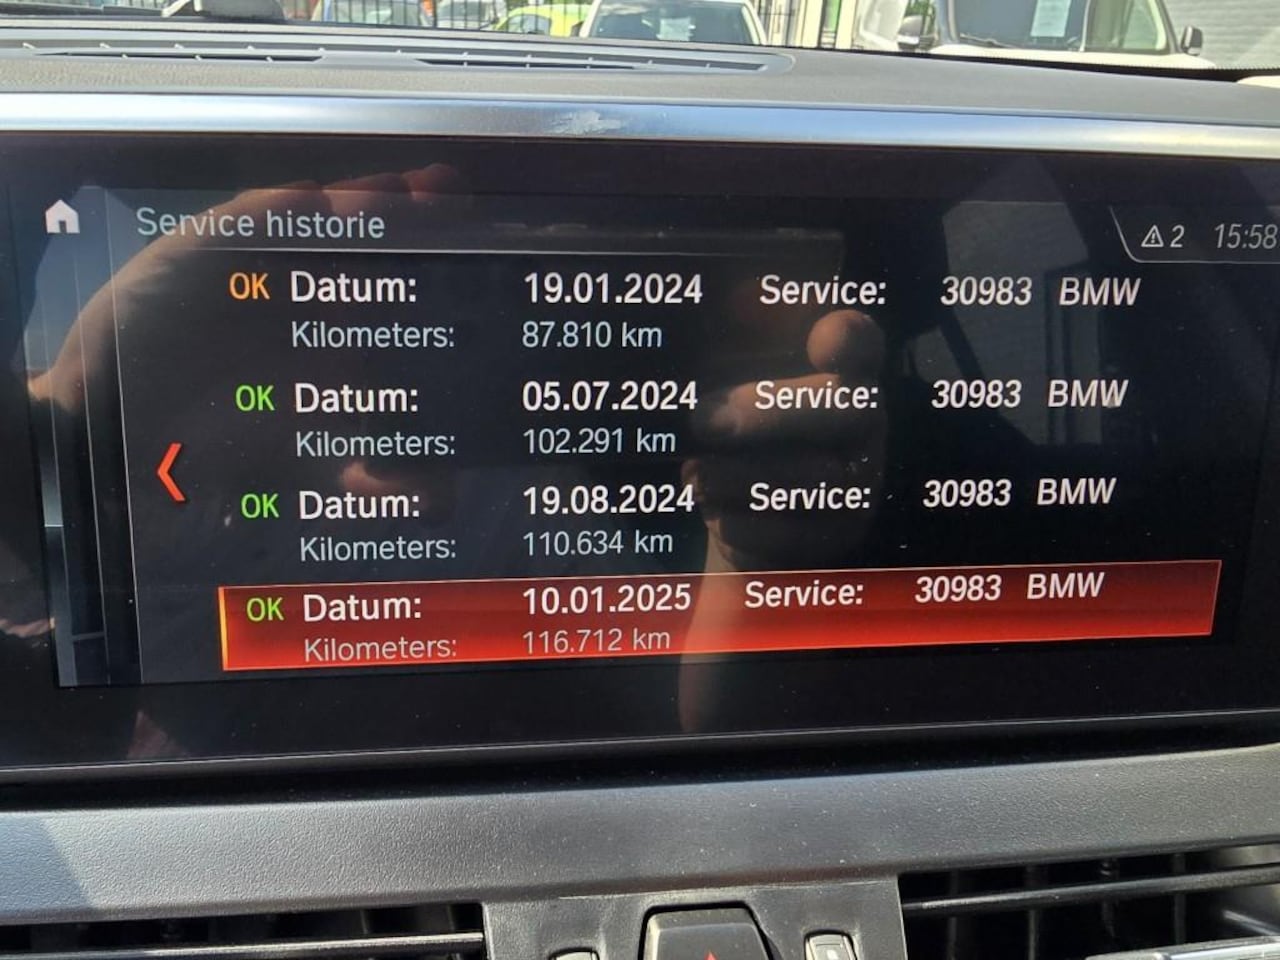 Service historie
⚠ 2 15:58
OK Datum: 19.01.2024 Service: 30983 BMW
Kilometers: 87.810 km
OK Datum: 05.07.2024 Service: 30983 BMW
Kilometers: 102.291 km
OK Datum: 19.08.2024 Service: 30983 BMW
Kilometers: 110.634 km
OK Datum: 10.01.2025 Service: 30983 BMW
Kilometers: 116.712 km